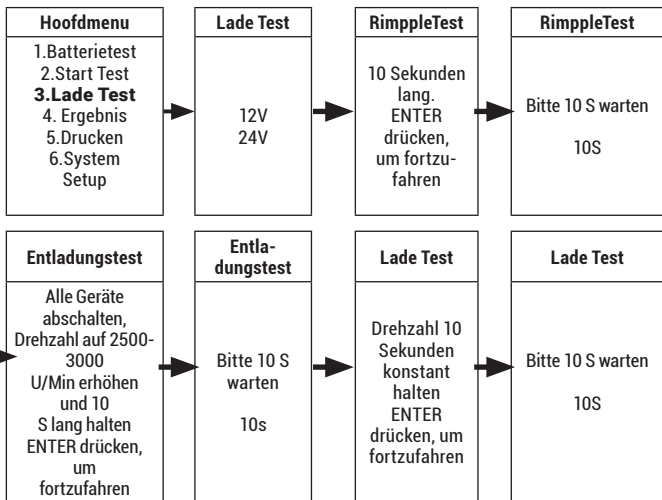 Hoofdmenu
1.Batterietest
2.Start Test
3.Lade Test
4. Ergebnis
5.Drucken
6.System
Setup
Lade Test
12V
24V
RimppleTest
10 Sekunden
lang.
ENTER
drücken,
um fortzu-
fahren
RimppleTest
Bitte 10 S warten
10S
Entladungstest
Alle Geräte
abschalten,
Drehzahl auf 2500-
3000
U/Min erhöhen
und 10
S lang halten
ENTER drücken,
um
fortzufahren
Entla-
dungstest
Bitte 10 S
warten
10s
Lade Test
Drehzahl 10
Sekunden
konstant
halten
ENTER
drücken, um
fortzufahren
Lade Test
Bitte 10 S warten
10S